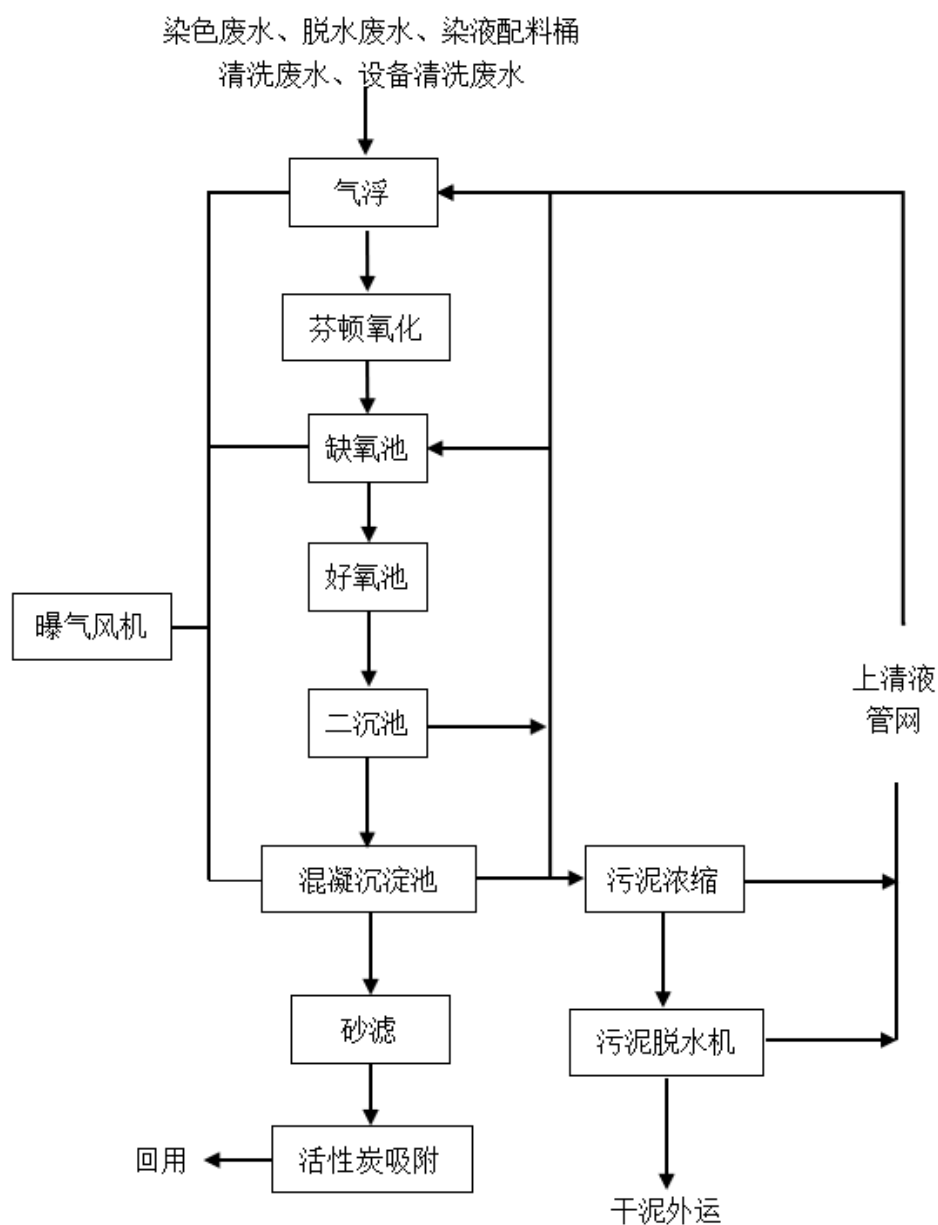 染色废水、脱水废水、染液配料桶
清洗废水、设备清洗废水
气浮
芬顿氧化
缺氧池
好氧池
曝气风机
上清液
管网
二沉池
混凝沉淀池
污泥浓缩
砂滤
污泥脱水机
回用
活性炭吸附
干泥外运